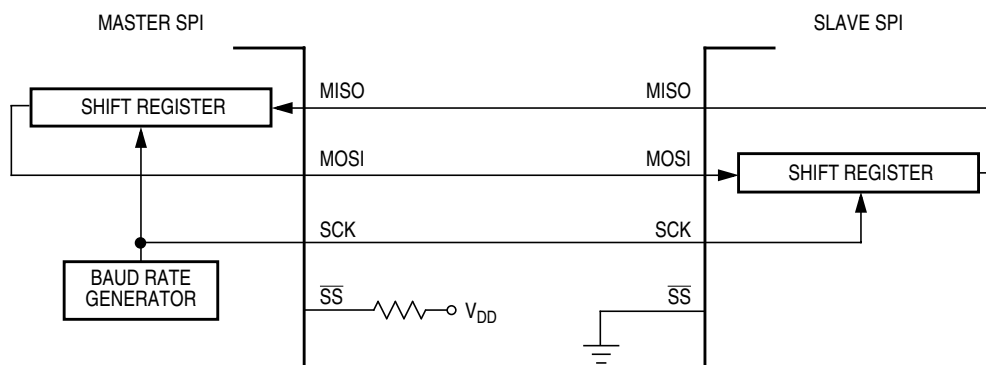 MASTER SPI
SLAVE SPI
MISO
MISO
SHIFT REGISTER
MOSI
MOSI
SHIFT REGISTER
SCK
SCK
BAUD RATE
GENERATOR
SS
VDD
SS